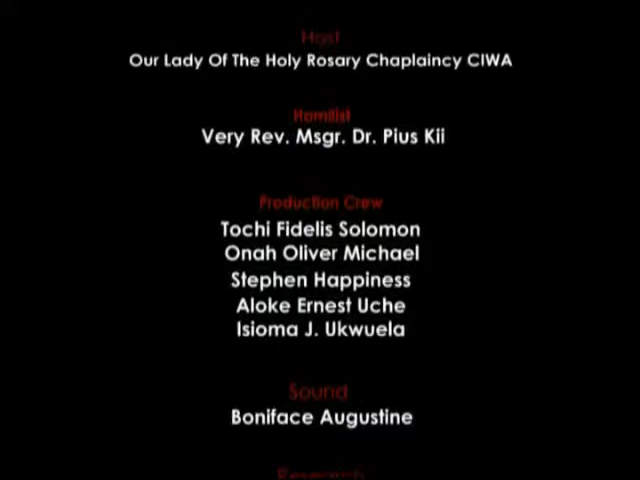 Host
Our Lady Of The Holy Rosary Chaplaincy CIWA
Homilist
Very Rev. Msgr. Dr. Pius Kii
Production Crew
Tochi Fidelis Solomon
Onah Oliver Michael
Stephen Happiness
Aloke Ernest Uche
Isioma J. Ukwuela
Sound
Boniface Augustine
Research